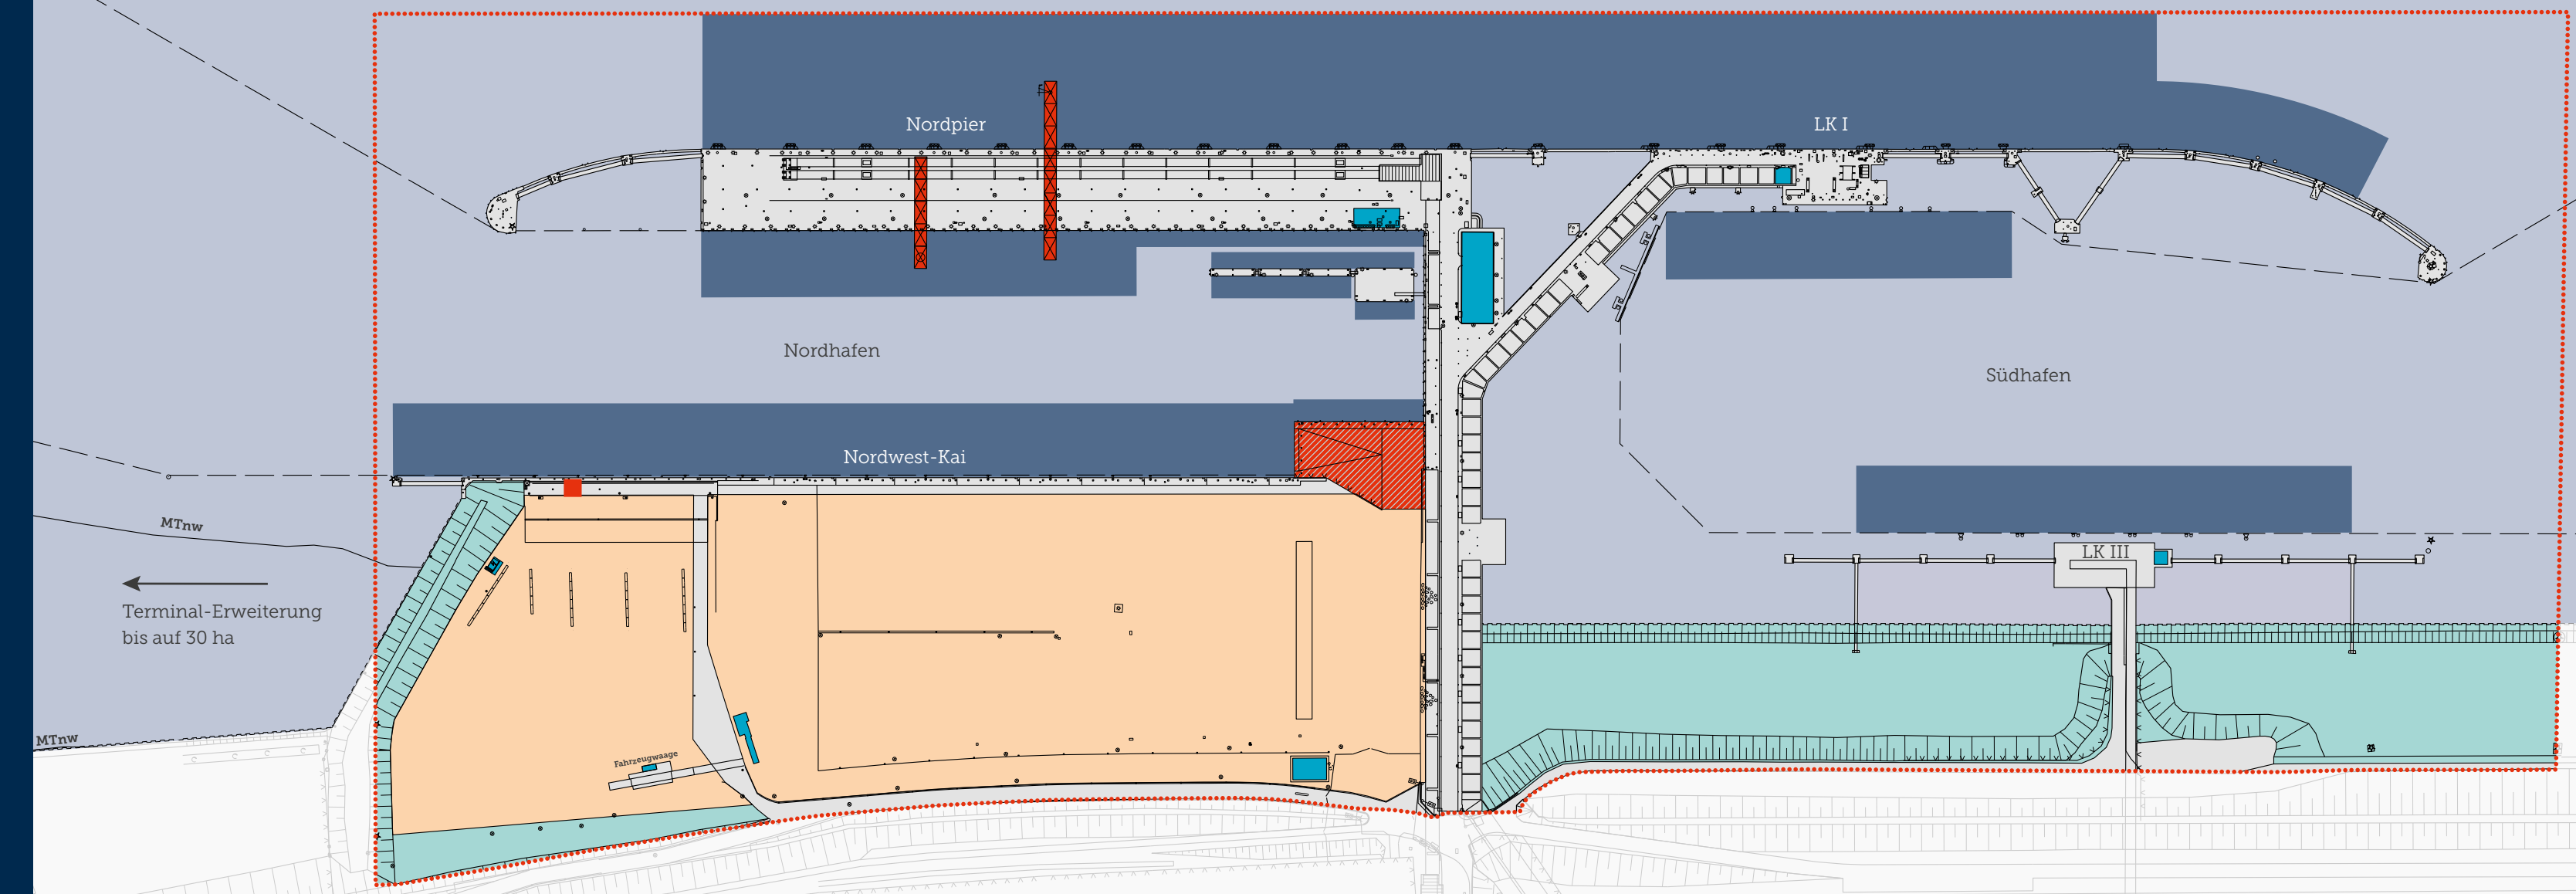 Nordpier
LK I
Nordhafen
Südhafen
Nordwest-Kai
MTnw
LK III
Terminal-Erweiterung
bis auf 30 ha
MTnw
Fahrzeugwaage